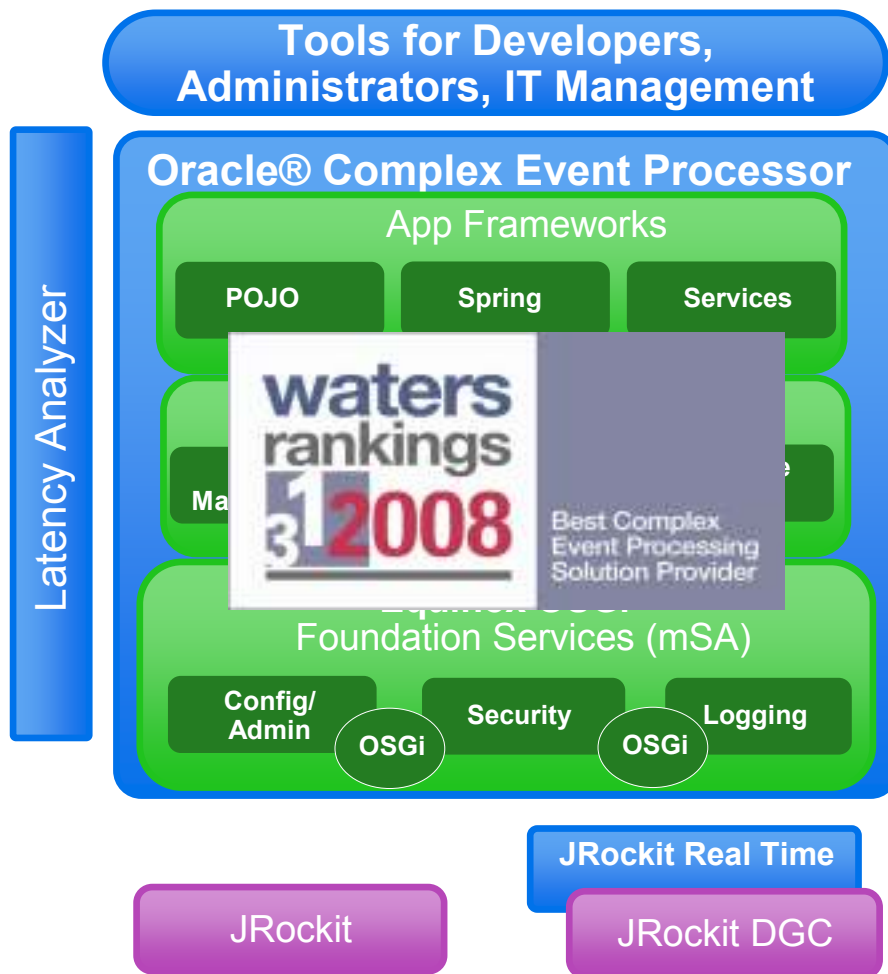 Tools for Developers,
Administrators, IT Management
Latency Analyzer
Oracle® Complex Event Processor
App Frameworks
POJO
Spring
Services
waters
rankings
3 1 2008
Best Complex
Event Processing
Solution Provider
Foundation Services (mSA)
Config/
Admin
OSGi
Security
OSGi
Logging
JRockit Real Time
JRockit
JRockit DGC